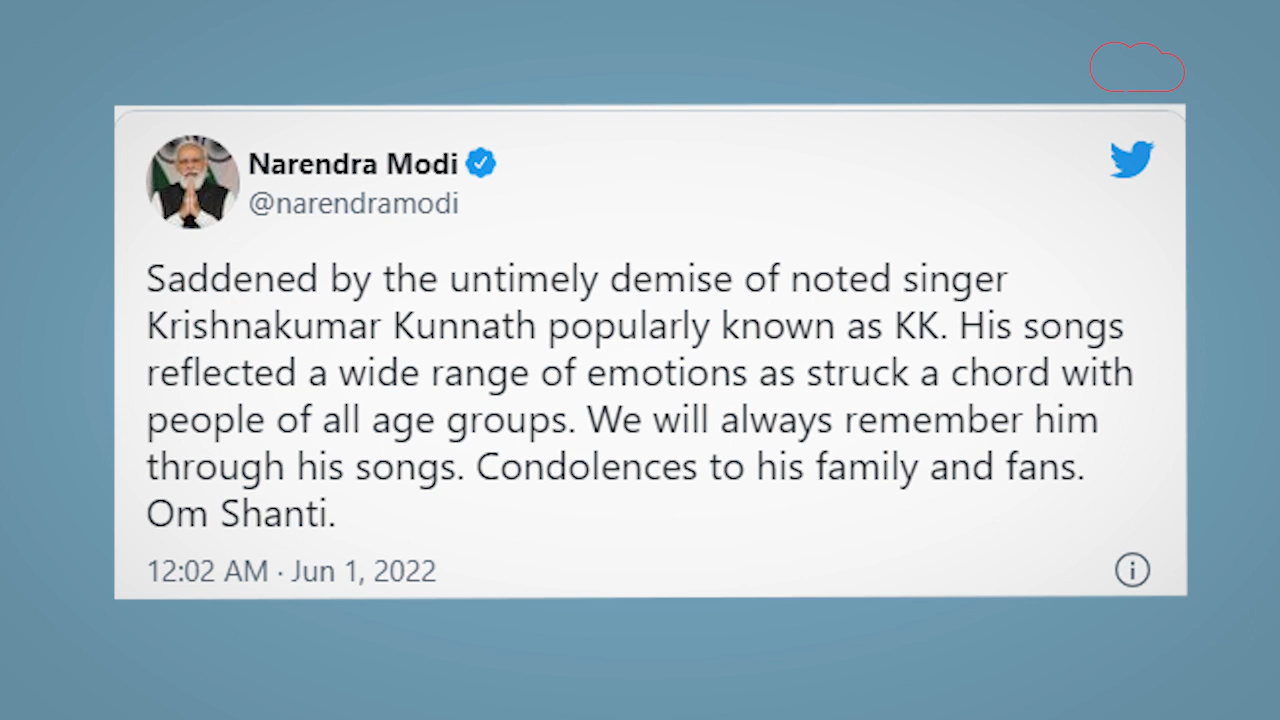 Narendra Modi
@narendramodi
Saddened by the untimely demise of noted singer
Krishnakumar Kunnath popularly known as KK. His songs
reflected a wide range of emotions as struck a chord with
people of all age groups. We will always remember him
through his songs. Condolences to his family and fans.
Om Shanti.
12:02 AM · Jun 1, 2022